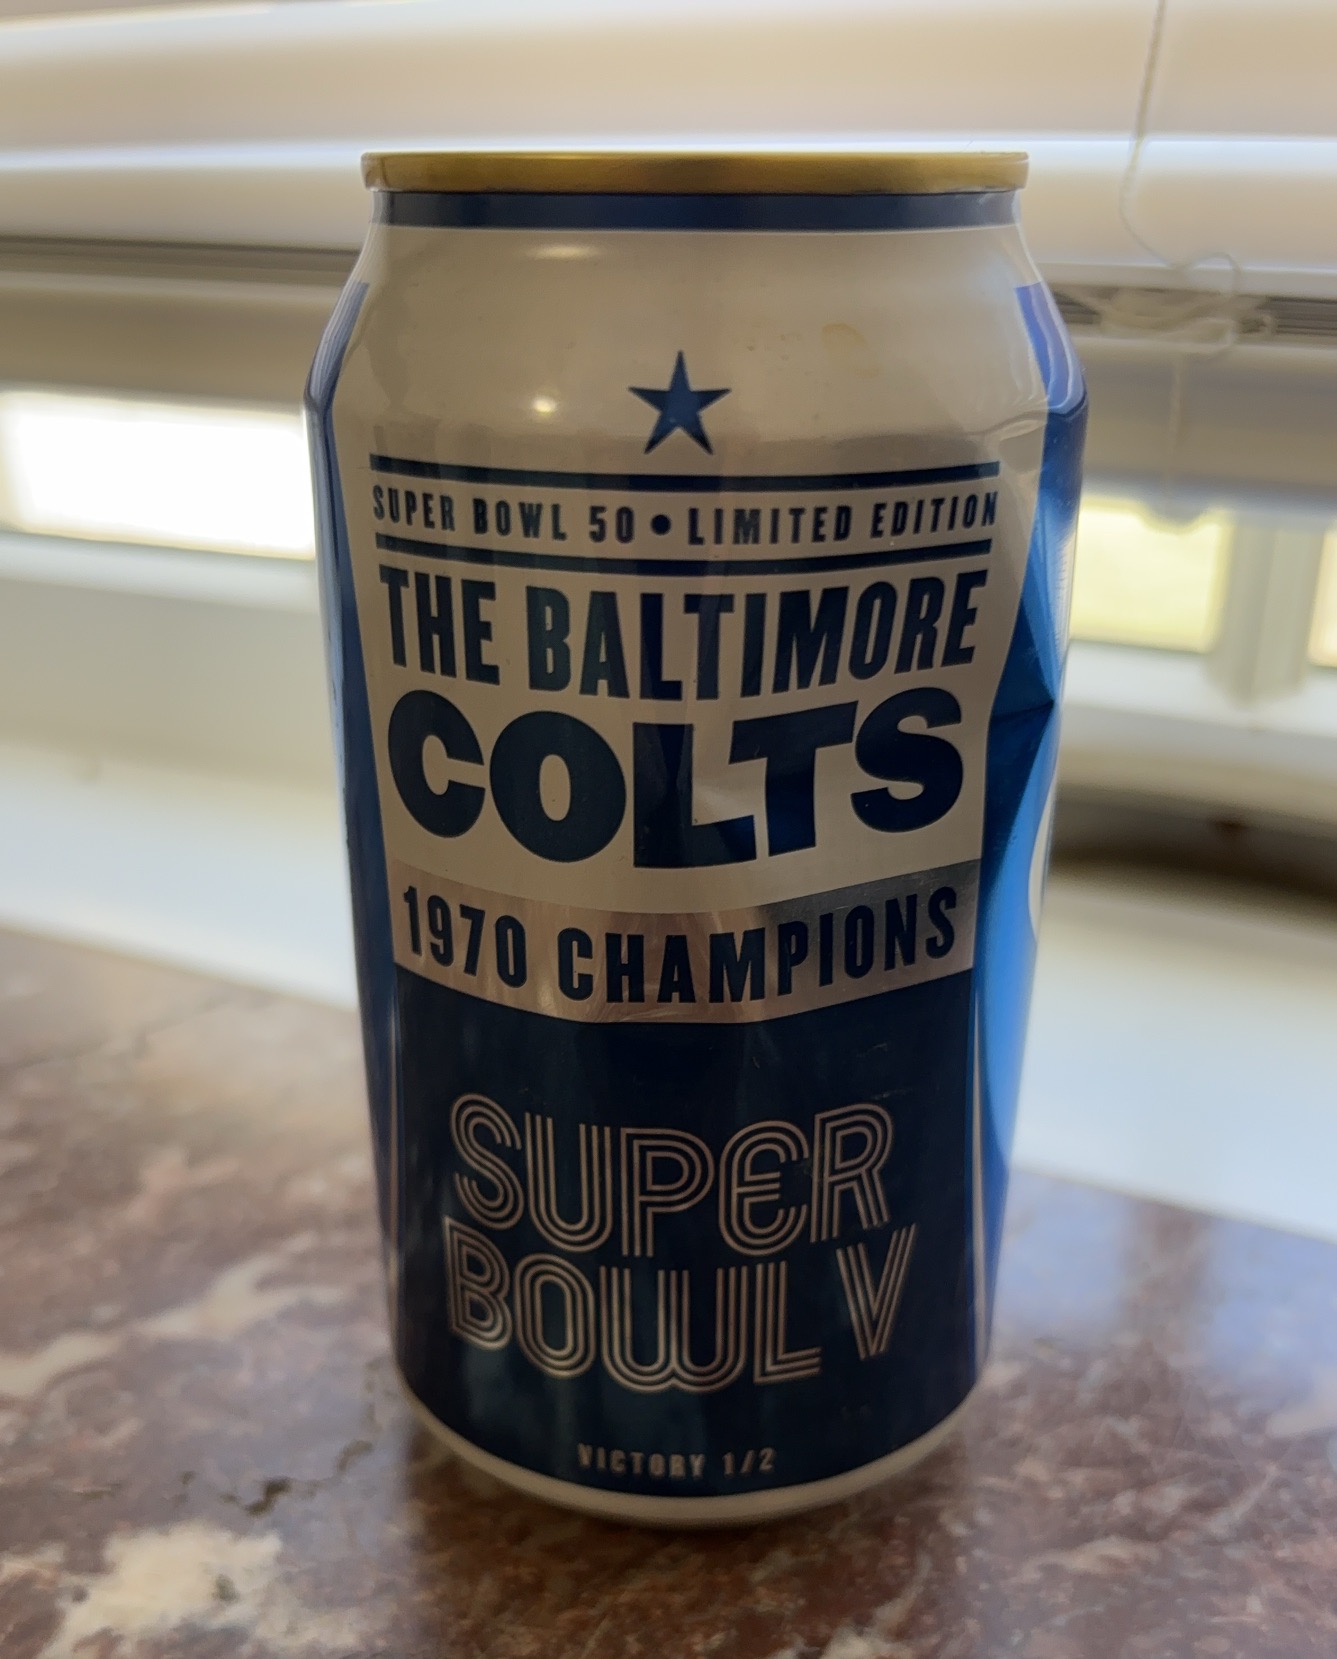 SUPER BOWL 50 • LIMITED EDITION
THE BALTIMORE
COLTS
1970 CHAMPIONS
SUPER
BOWL V
VICTORY 1/2